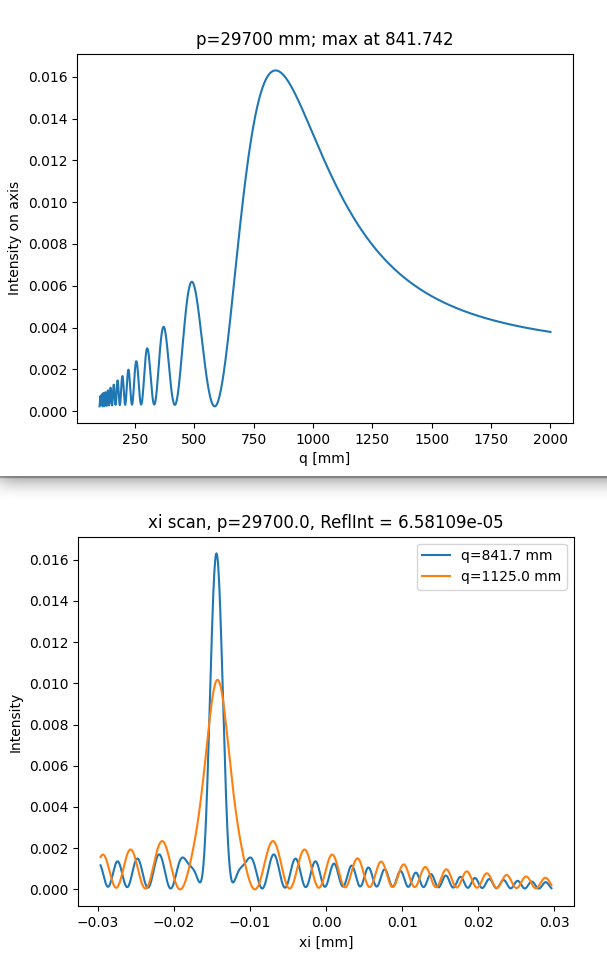 p=29700 mm; max at 841.742
Intensity on axis
0.016
0.014
0.012
0.010
0.008
0.006
0.004
0.002
0.000
250 500 750 1000 1250 1500 1750 2000
q [mm]
xi scan, p=29700.0, ReflInt = 6.58109e-05
q=841.7 mm
q=1125.0 mm
Intensity
0.016
0.014
0.012
0.010
0.008
0.006
0.004
0.002
0.000
−0.03 −0.02 −0.01 0.00 0.01 0.02 0.03
xi [mm]